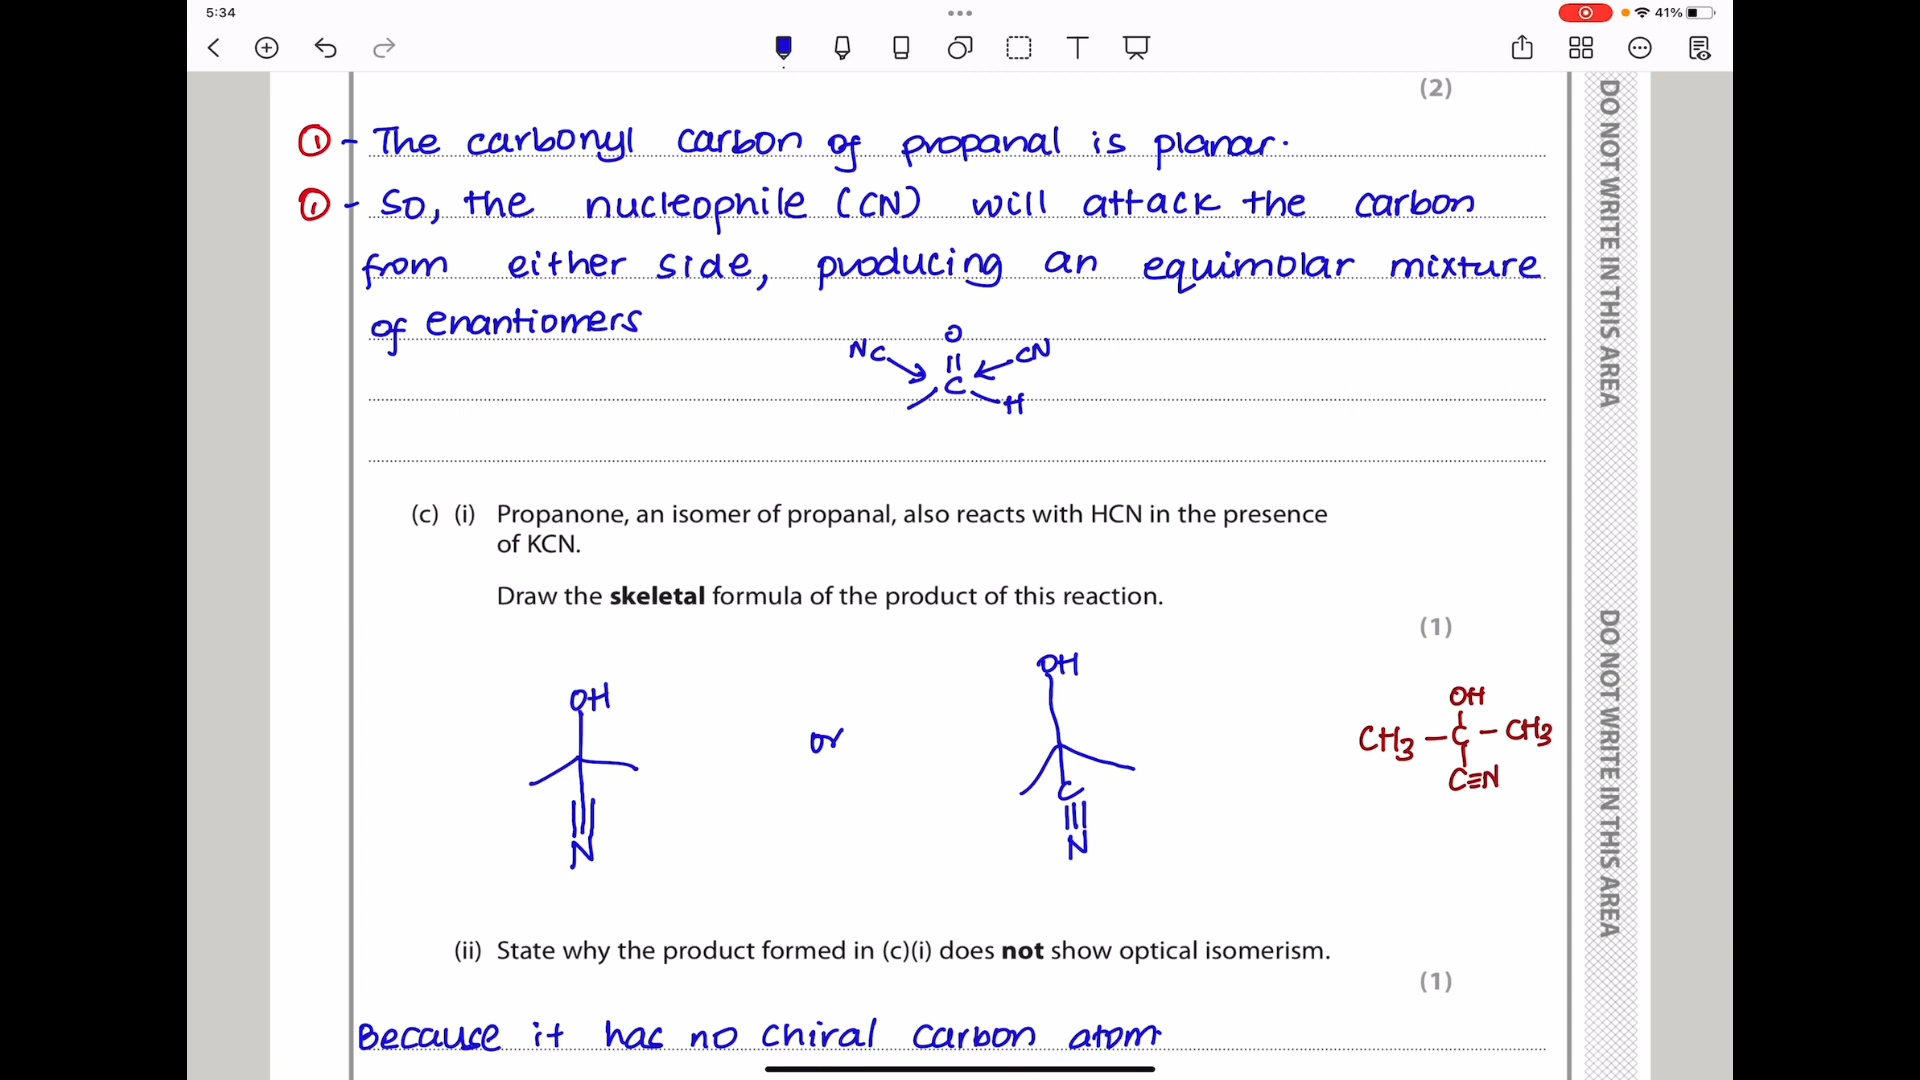 5:34
41%
(2)
① - The carbonyl carbon of propanal is planar.
① - So, the nucleophile (CN) will attack the carbon
from either side, producing an equimolar mixture
of enantiomers
O
NC CN
C
H
(c) (i) Propanone, an isomer of propanal, also reacts with HCN in the presence
of KCN.
Draw the skeletal formula of the product of this reaction.
(1)
OH
N
or
OH
C
N
OH
CH3 - C - CH3
C≡N
(ii) State why the product formed in (c)(i) does not show optical isomerism.
(1)
Because it has no chiral carbon atom
DO NOT WRITE IN THIS AREA
DO NOT WRITE IN THIS AREA